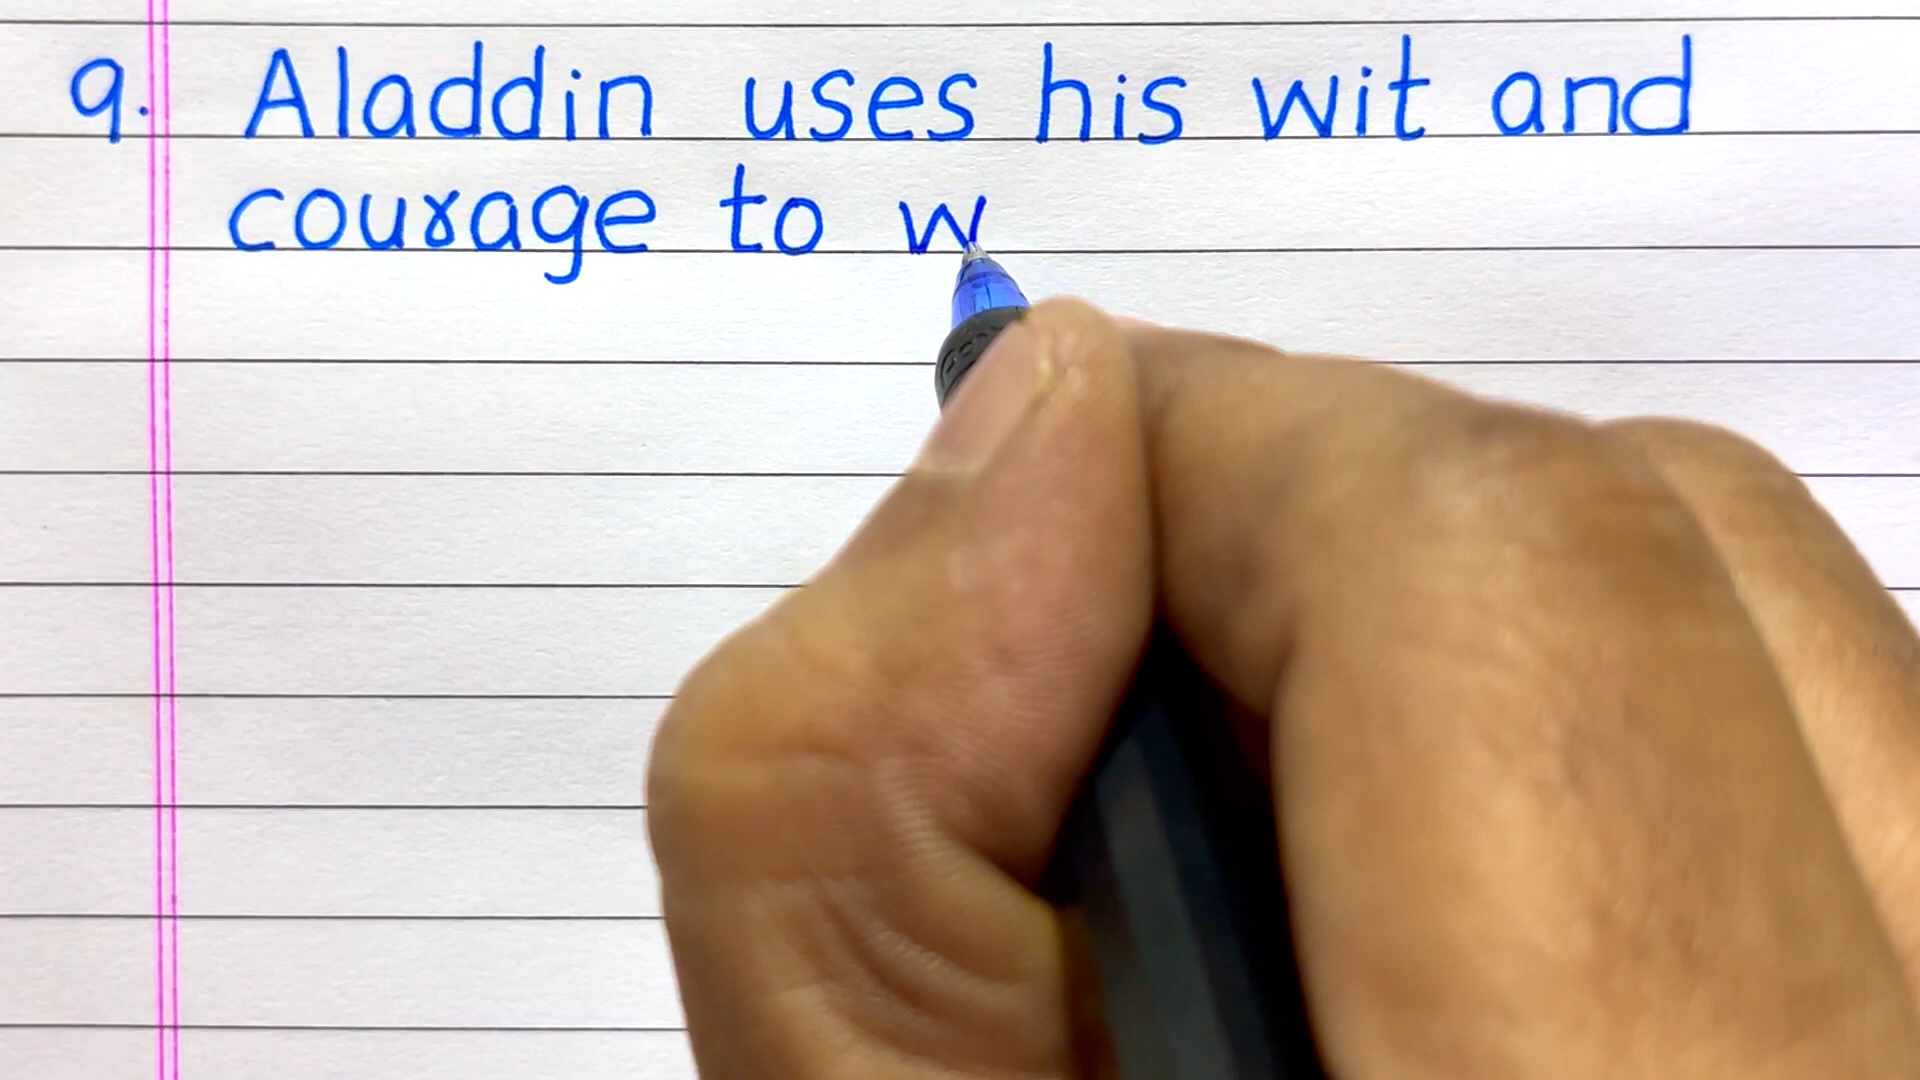 9. Aladdin uses his wit and
courage to w